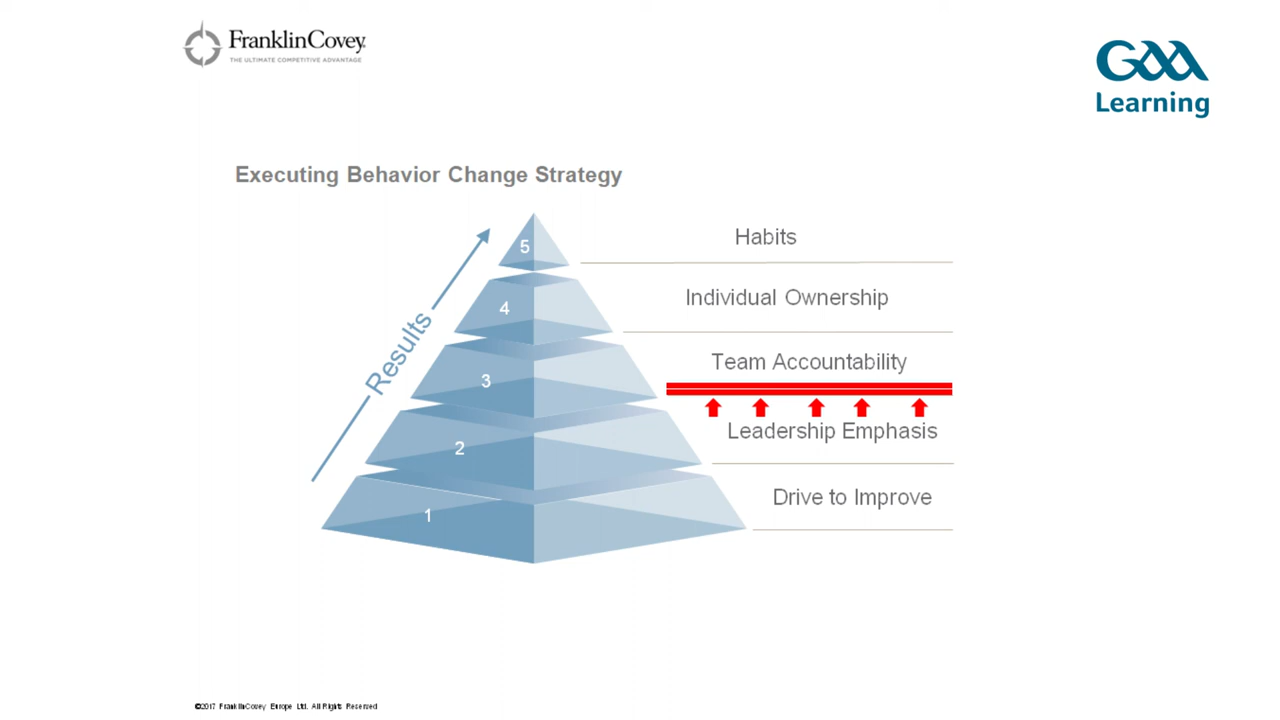 FranklinCovey
THE ULTIMATE COMPETITIVE ADVANTAGE
GAA
Learning
Executing Behavior Change Strategy
Results
5
Habits
4
Individual Ownership
3
Team Accountability
2
Leadership Emphasis
1
Drive to Improve
©2017 FranklinCovey Europe Ltd. All Rights Reserved